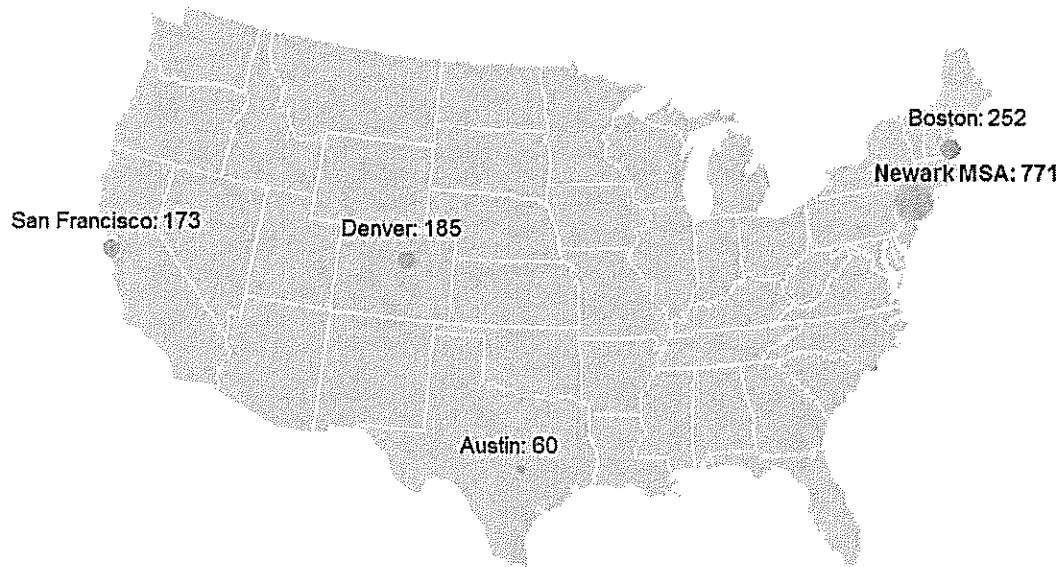 Boston: 252
Newark MSA: 771
San Francisco: 173
Denver: 185
Austin: 60